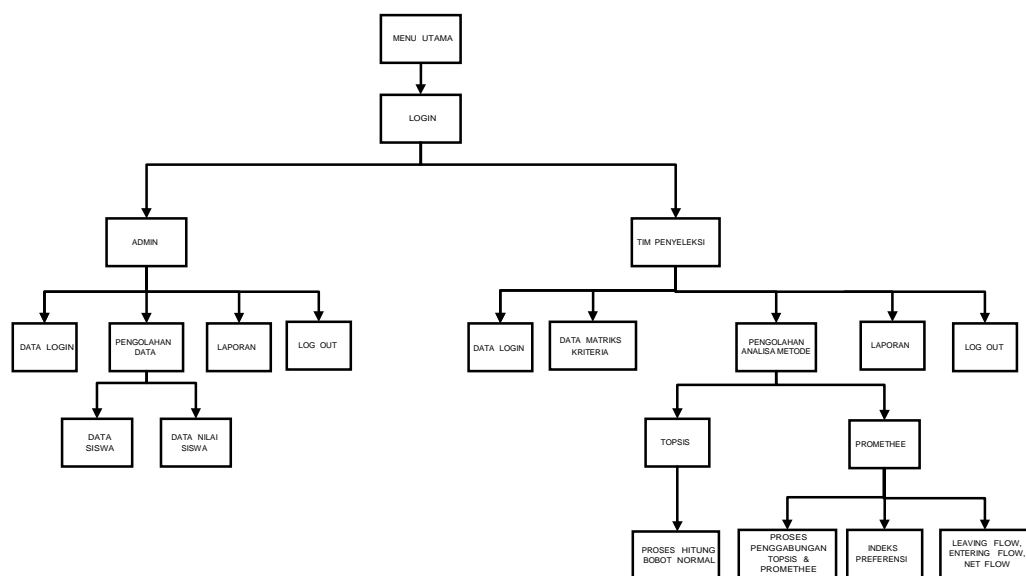 MENU UTAMA
LOGIN
ADMIN
TIM PENYELEKSI
DATA LOGIN
PENGOLAHAN
DATA
LAPORAN
LOG OUT
DATA LOGIN
DATA MATRIKS
KRITERIA
PENGOLAHAN
ANALISA METODE
LAPORAN
LOG OUT
DATA
SISWA
DATA NILAI
SISWA
TOPSIS
PROMETHEE
PROSES HITUNG
BOBOT NORMAL
PROSES
PENGGABUNGAN
TOPSIS &
PROMETHEE
INDEKS
PREFERENSI
LEAVING FLOW,
ENTERING FLOW,
NET FLOW